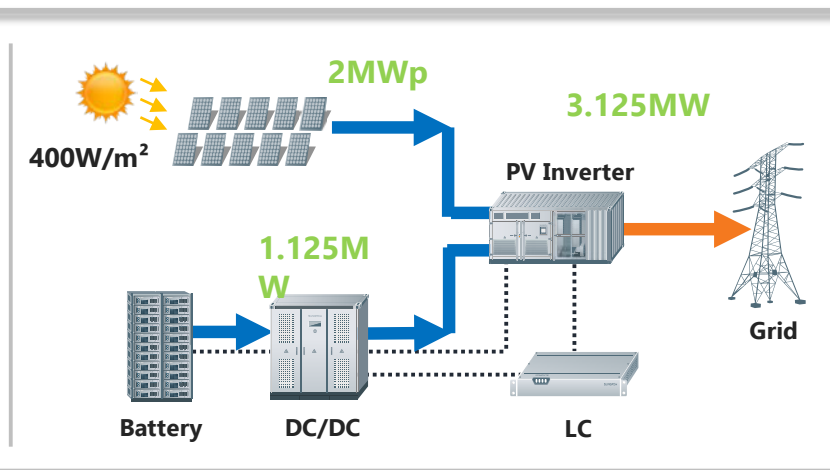 2MWp
3.125MW
400W/m²
PV Inverter
1.125M
W
Grid
Battery
DC/DC
LC